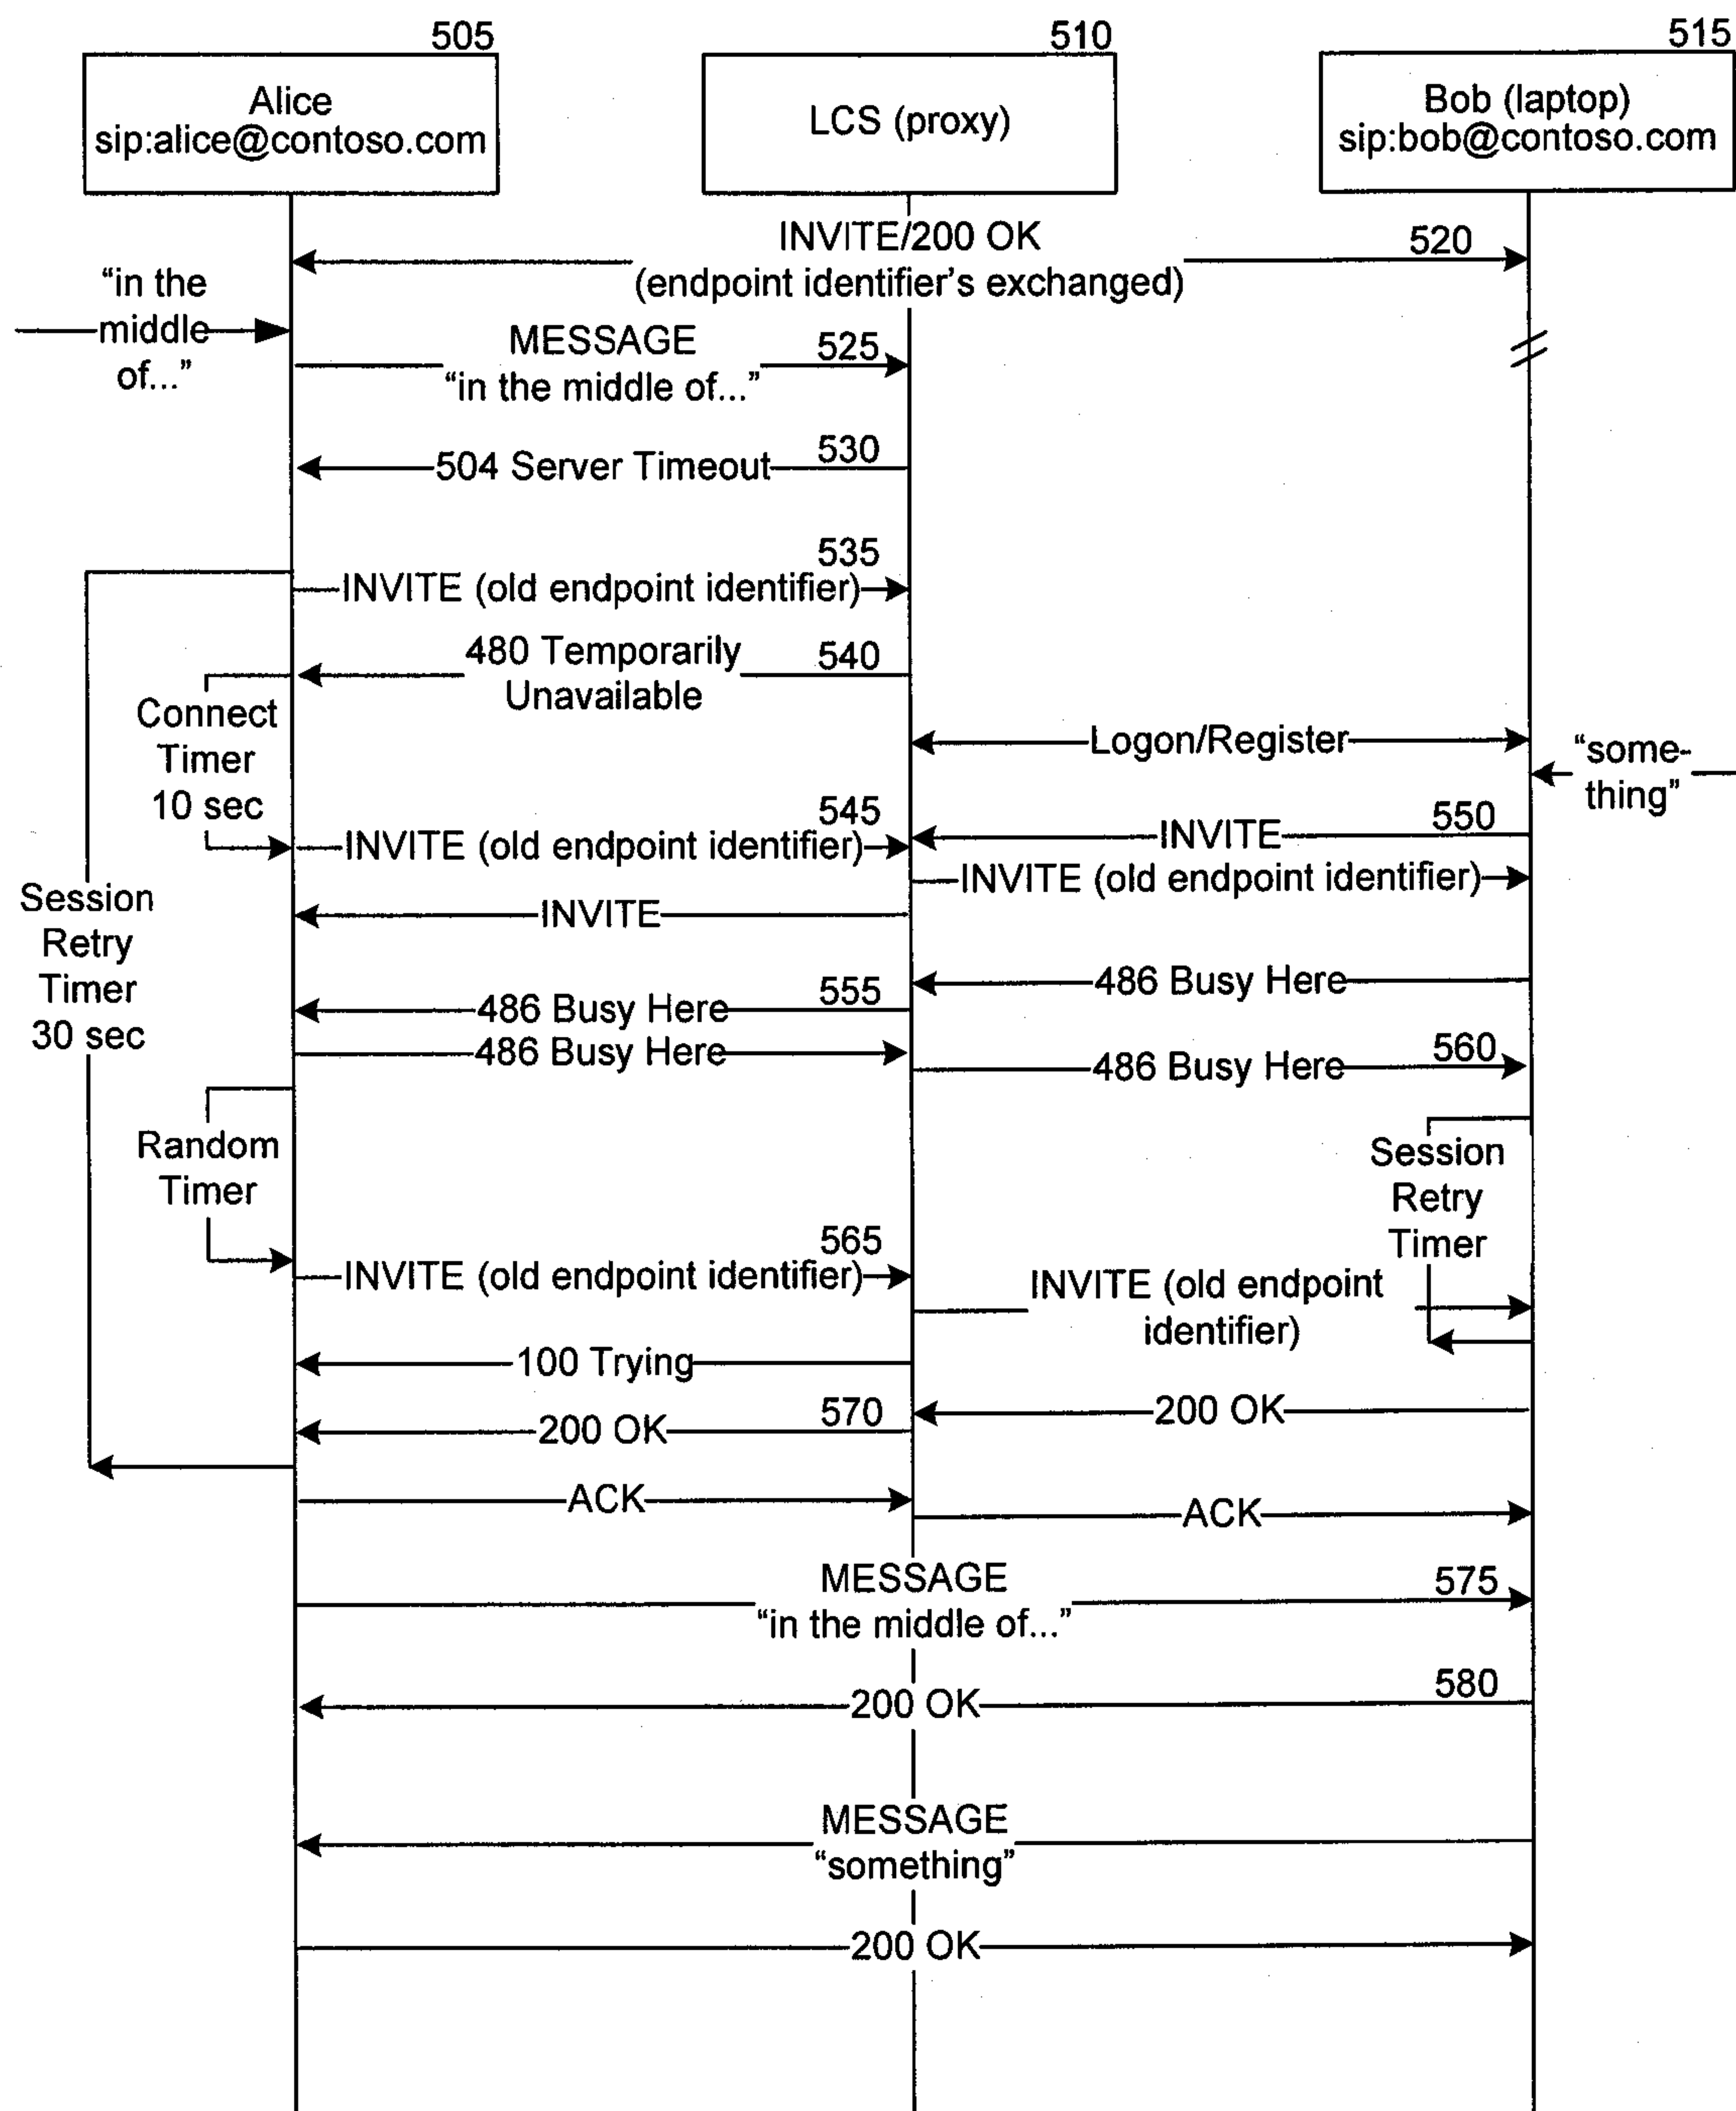 505
510
515
Alice
sip:alice@contoso.com
LCS (proxy)
Bob (laptop)
sip:bob@contoso.com
INVITE/200 OK
520
(endpoint identifier's exchanged)
“in the
middle
of...”
MESSAGE
525
“in the middle of...”
530
504 Server Timeout
535
INVITE (old endpoint identifier)
480 Temporarily
540
Unavailable
Connect
Timer
10 sec
Logon/Register
“some-
thing”
545
INVITE (old endpoint identifier)
550
INVITE
INVITE (old endpoint identifier)
INVITE
Session
Retry
Timer
30 sec
486 Busy Here
555
486 Busy Here
486 Busy Here
560
486 Busy Here
Random
Timer
Session
Retry
Timer
565
INVITE (old endpoint identifier)
INVITE (old endpoint
identifier)
100 Trying
570
200 OK
200 OK
ACK
ACK
MESSAGE
575
“in the middle of...”
580
200 OK
MESSAGE
“something”
200 OK